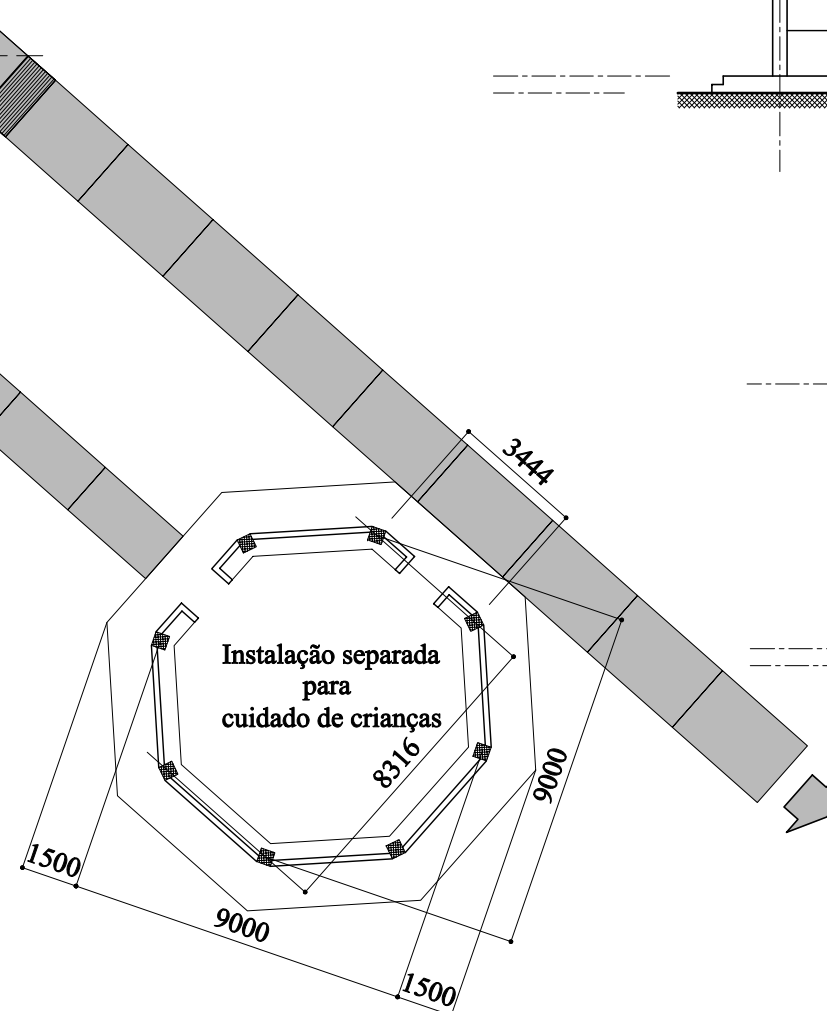 3444
Instalação separada
para
cuidado de crianças
8316
9000
1500
9000
1500